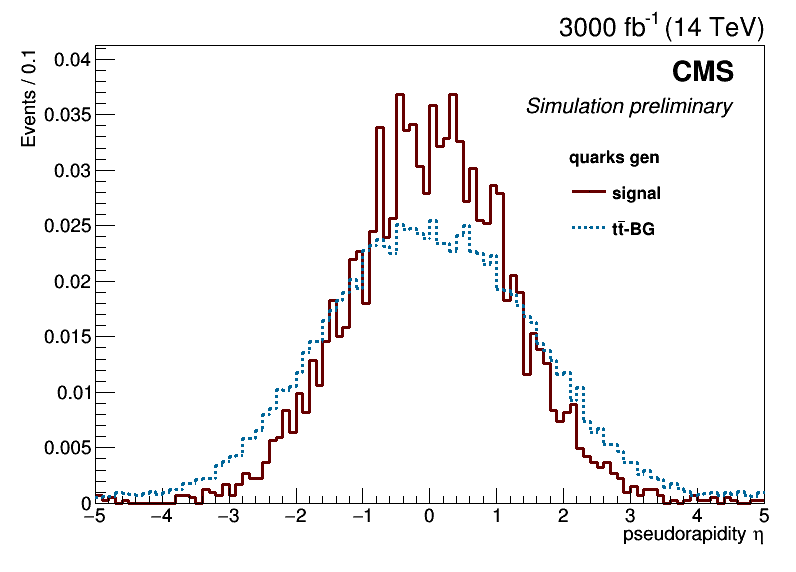 3000 fb⁻¹ (14 TeV)
Events / 0.1
0.04
0.035
0.03
0.025
0.02
0.015
0.01
0.005
0
CMS
Simulation preliminary
quarks gen
signal
tt̄-BG
−5 −4 −3 −2 −1 0 1 2 3 4 5
pseudorapidity η